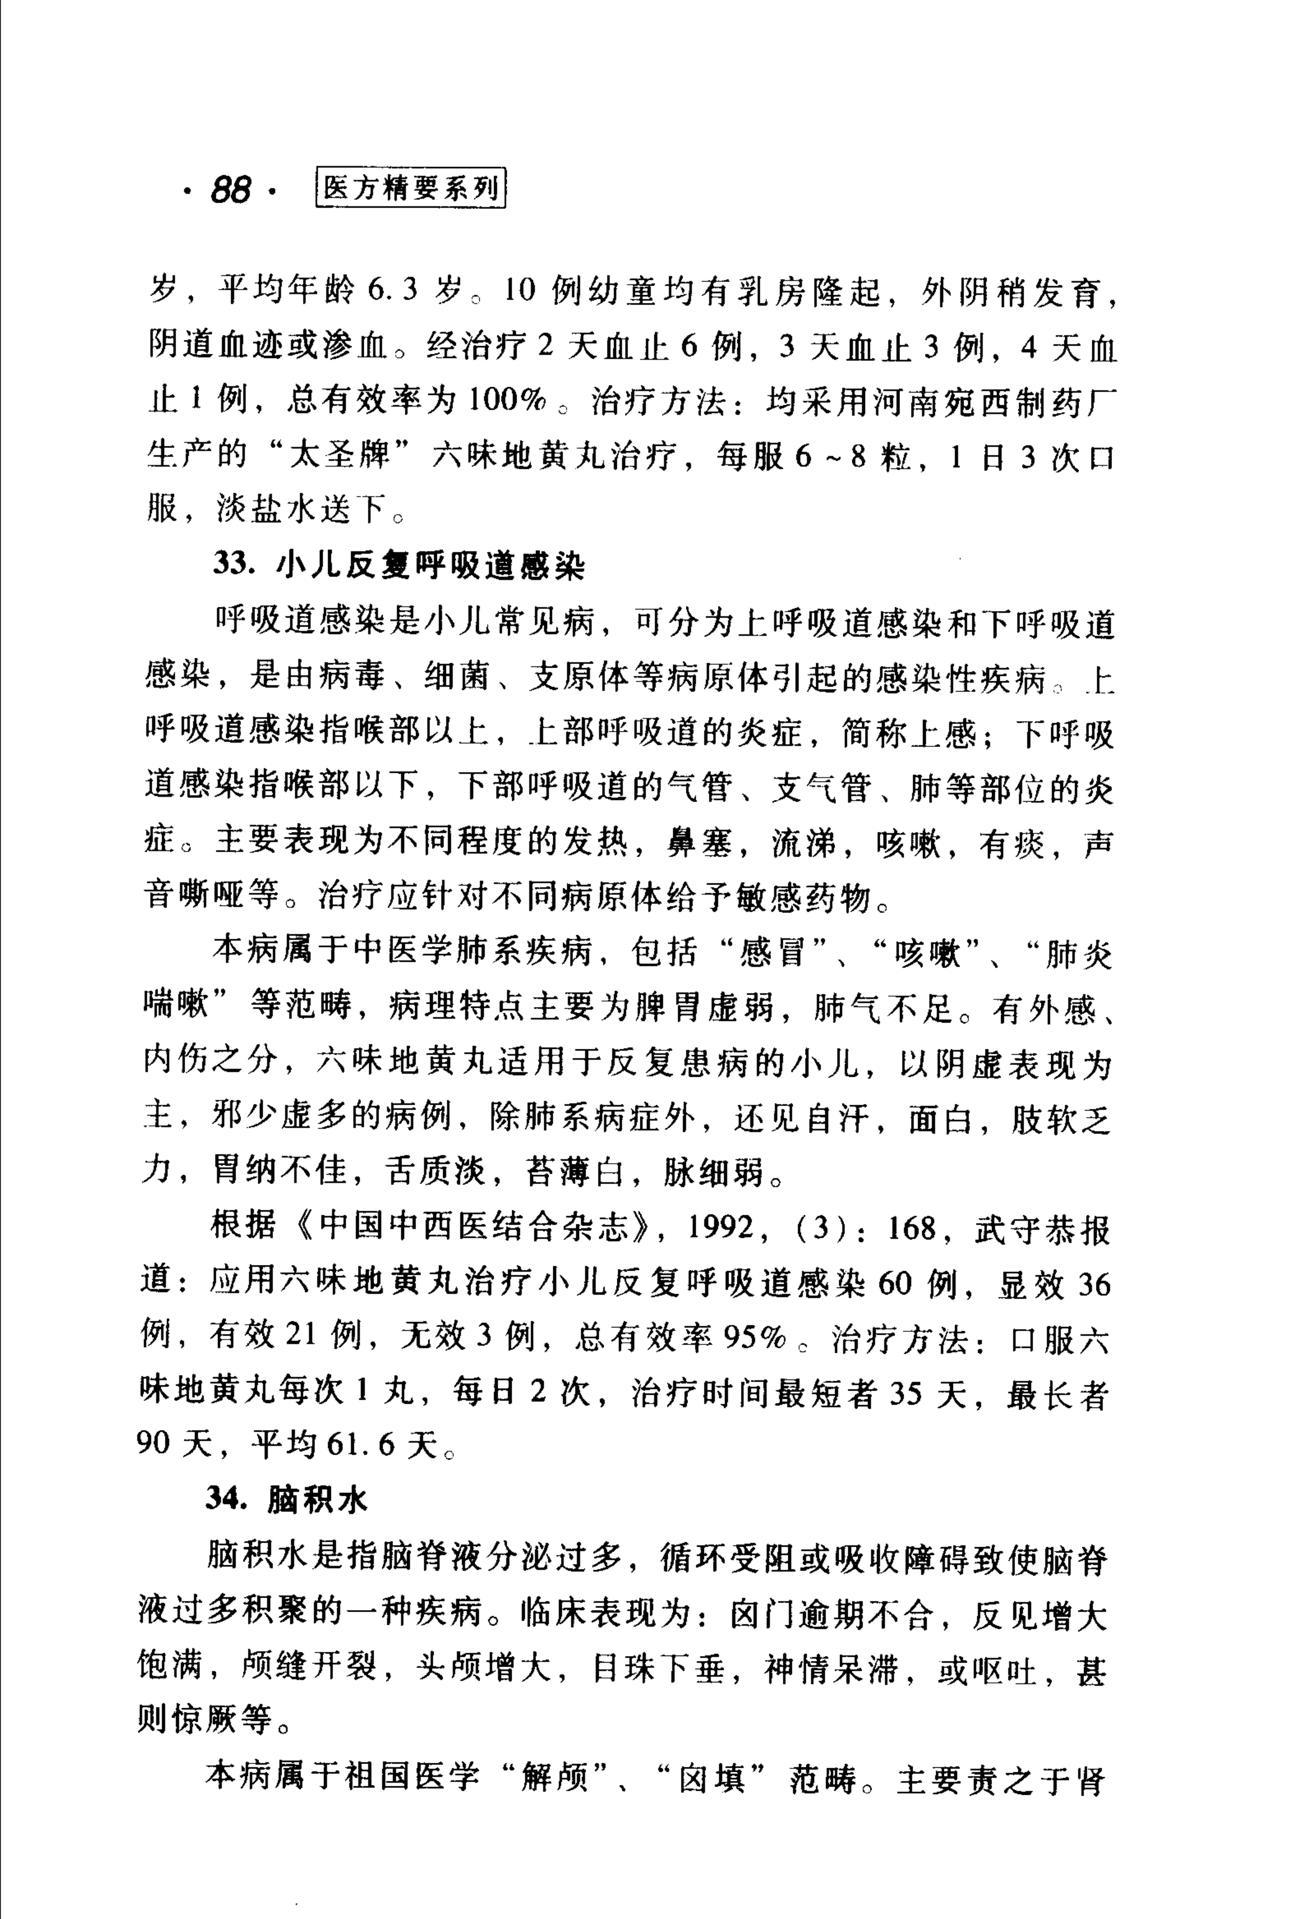 ·88· 医方精要系列
岁，平均年龄6.3岁。10例幼童均有乳房隆起，外阴稍发育，
阴道血迹或渗血。经治疗2天血止6例，3天血止3例，4天血
止1例，总有效率为100%。治疗方法：均采用河南宛西制药厂
生产的“太圣牌”六味地黄丸治疗，每服6~8粒，1日3次口
服，淡盐水送下。
33. 小儿反复呼吸道感染
呼吸道感染是小儿常见病，可分为上呼吸道感染和下呼吸道
感染，是由病毒、细菌、支原体等病原体引起的感染性疾病。上
呼吸道感染指喉部以上，上部呼吸道的炎症，简称上感；下呼吸
道感染指喉部以下，下部呼吸道的气管、支气管、肺等部位的炎
症。主要表现为不同程度的发热，鼻塞，流涕，咳嗽，有痰，声
音嘶哑等。治疗应针对不同病原体给予敏感药物。
本病属于中医学肺系疾病，包括“感冒”、“咳嗽”、“肺炎
喘嗽”等范畴，病理特点主要为脾胃虚弱，肺气不足。有外感、
内伤之分，六味地黄丸适用于反复患病的小儿，以阴虚表现为
主，邪少虚多的病例，除肺系病症外，还见自汗，面白，肢软乏
力，胃纳不佳，舌质淡，苔薄白，脉细弱。
根据《中国中西医结合杂志》，1992，(3)：168，武守恭报
道：应用六味地黄丸治疗小儿反复呼吸道感染60例，显效36
例，有效21例，无效3例，总有效率95%。治疗方法：口服六
味地黄丸每次1丸，每日2次，治疗时间最短者35天，最长者
90天，平均61.6天。
34. 脑积水
脑积水是指脑脊液分泌过多，循环受阻或吸收障碍致使脑脊
液过多积聚的一种疾病。临床表现为：囟门逾期不合，反见增大
饱满，颅缝开裂，头颅增大，目珠下垂，神情呆滞，或呕吐，甚
则惊厥等。
本病属于祖国医学“解颅”、“囟填”范畴。主要责之于肾